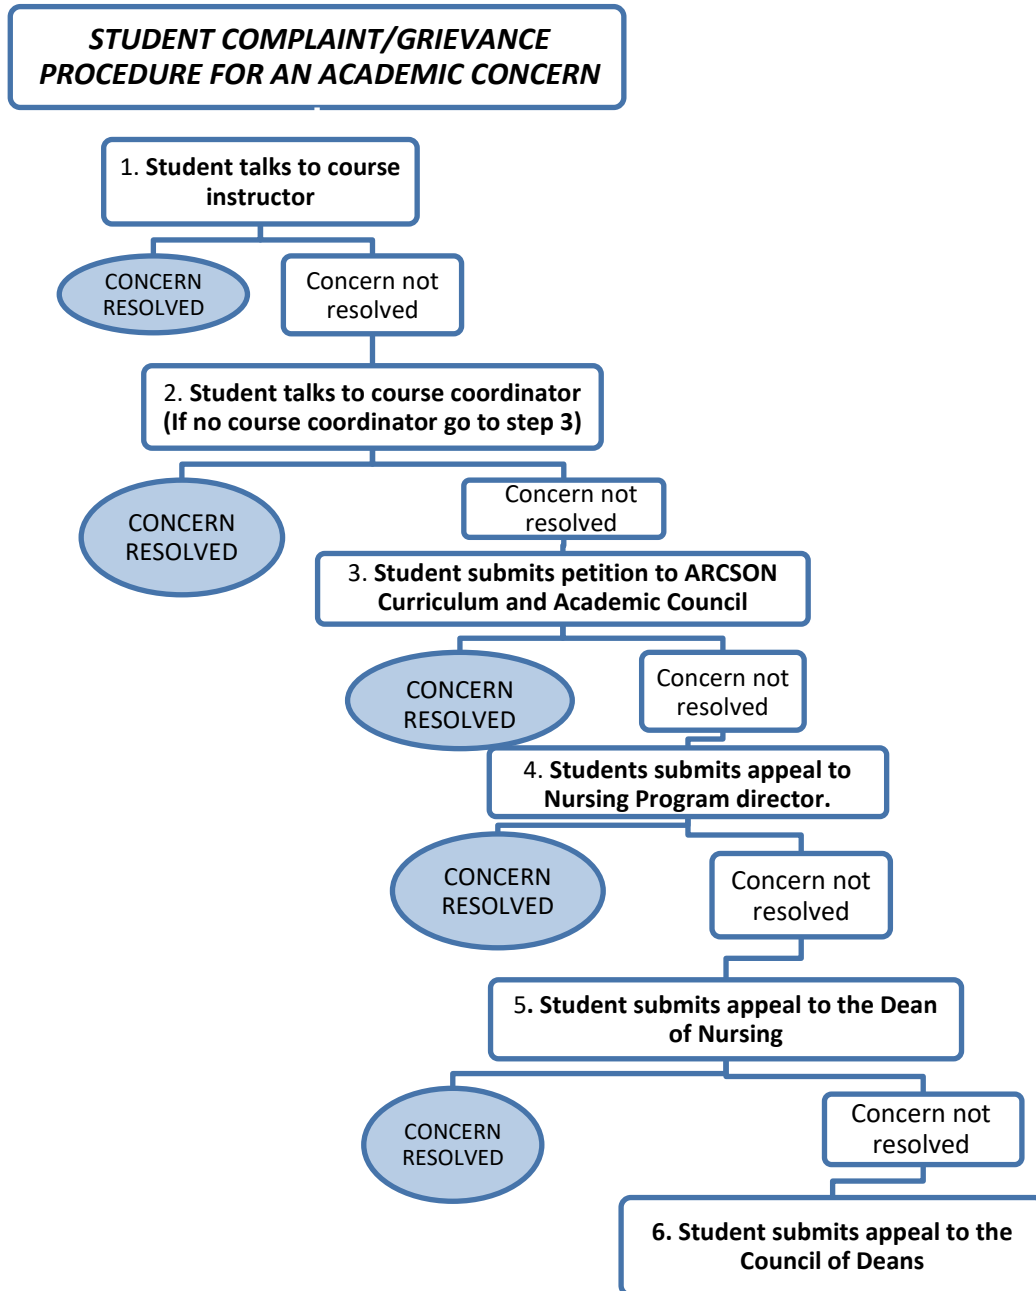 STUDENT COMPLAINT/GRIEVANCE
PROCEDURE FOR AN ACADEMIC CONCERN
1. Student talks to course
instructor
CONCERN
RESOLVED
Concern not
resolved
2. Student talks to course coordinator
(If no course coordinator go to step 3)
CONCERN
RESOLVED
Concern not
resolved
3. Student submits petition to ARCSON
Curriculum and Academic Council
CONCERN
RESOLVED
Concern not
resolved
4. Students submits appeal to
Nursing Program director.
CONCERN
RESOLVED
Concern not
resolved
5. Student submits appeal to the Dean
of Nursing
CONCERN
RESOLVED
Concern not
resolved
6. Student submits appeal to the
Council of Deans